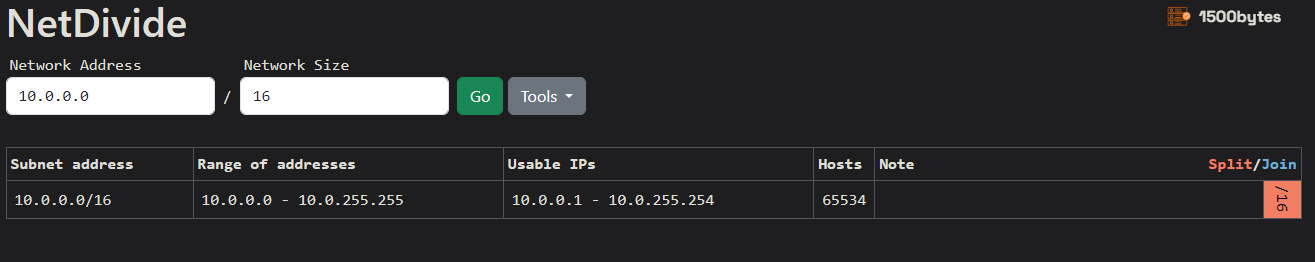 NetDivide
1500bytes
Network Address Network Size
10.0.0.0 / 16 Go Tools
Subnet address Range of addresses Usable IPs Hosts Note Split/Join
10.0.0.0/16 10.0.0.0 - 10.0.255.255 10.0.0.1 - 10.0.255.254 65534 /16